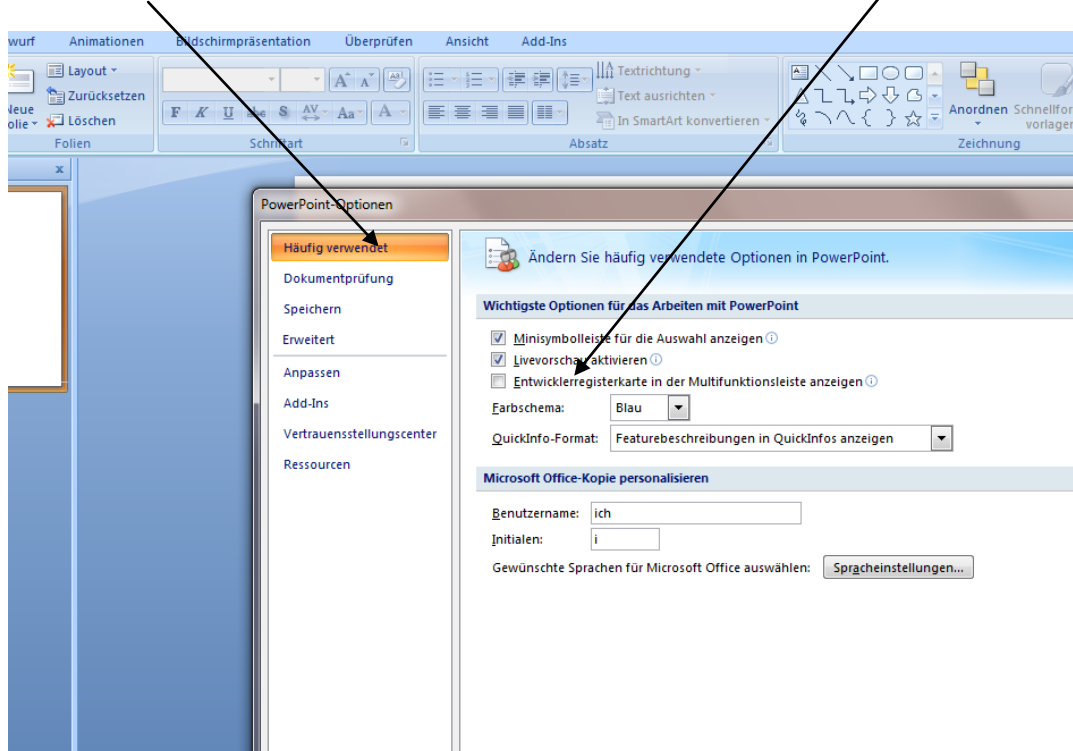 wurf Animationen Bildschirmpräsentation Überprüfen Ansicht Add-Ins
Layout
Zurücksetzen
Löschen
Neue
olie
F K U abc S AV Aa A
A A
Textrichtung
Text ausrichten
In SmartArt konvertieren
Anordnen
Schnellfor
vorlagen
Folien Schriftart Absatz Zeichnung
x
PowerPoint-Optionen
Häufig verwendet
Dokumentprüfung
Speichern
Erweitert
Anpassen
Add-Ins
Vertrauensstellungscenter
Ressourcen
Ändern Sie häufig verwendete Optionen in PowerPoint.
Wichtigste Optionen für das Arbeiten mit PowerPoint
Minisymbolleiste für die Auswahl anzeigen
Livevorschau aktivieren
Entwicklerregisterkarte in der Multifunktionsleiste anzeigen
Farbschema: Blau
QuickInfo-Format: Featurebeschreibungen in QuickInfos anzeigen
Microsoft Office-Kopie personalisieren
Benutzername: ich
Initialen: i
Gewünschte Sprachen für Microsoft Office auswählen: Spracheinstellungen...